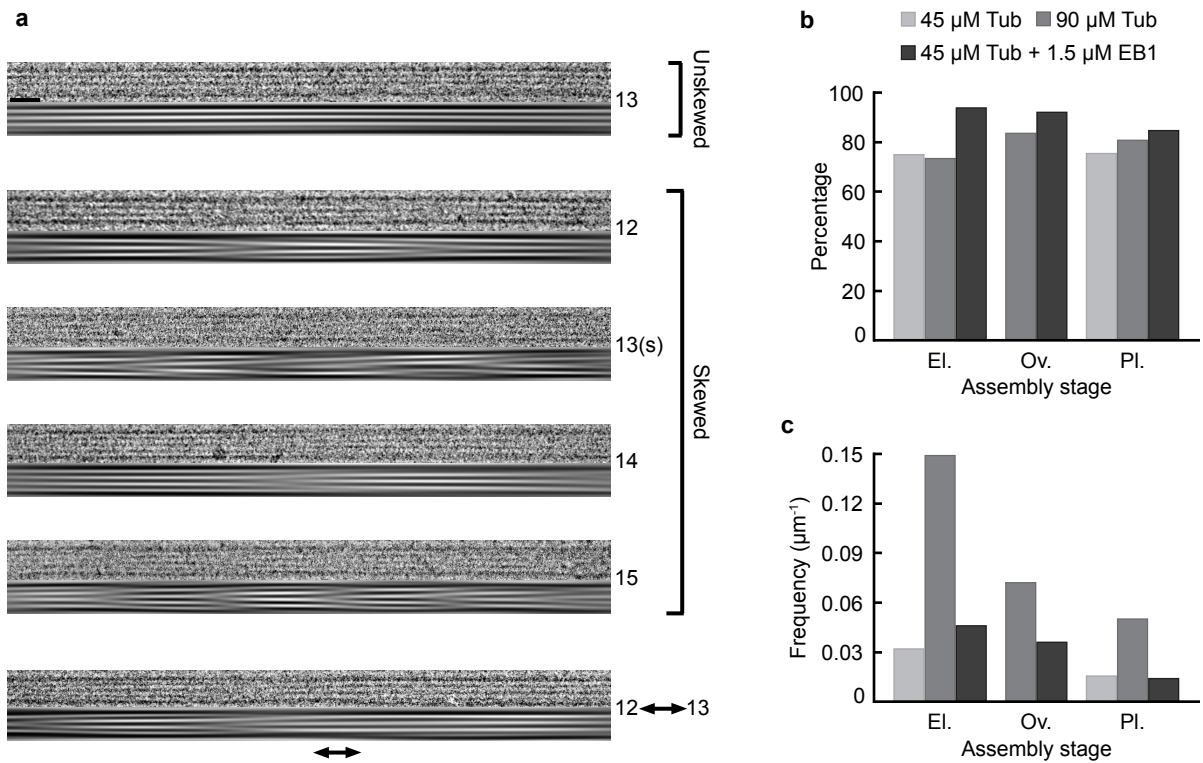 a
13
Unskewed
12
13(s)
14
15
Skewed
12 13
b
45 µM Tub 90 µM Tub
45 µM Tub + 1.5 µM EB1
Percentage
100
80
60
40
20
0
El. Ov. Pl.
Assembly stage
c
Frequency (µm-1)
0.15
0.12
0.09
0.06
0.03
0
El. Ov. Pl.
Assembly stage